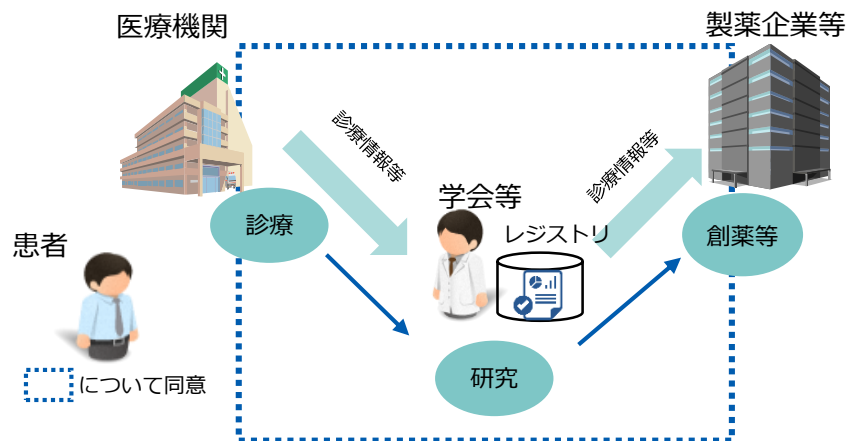 医療機関
製薬企業等
診療情報等
診療情報等
学会等
レジストリ
診療
創薬等
患者
研究
について同意